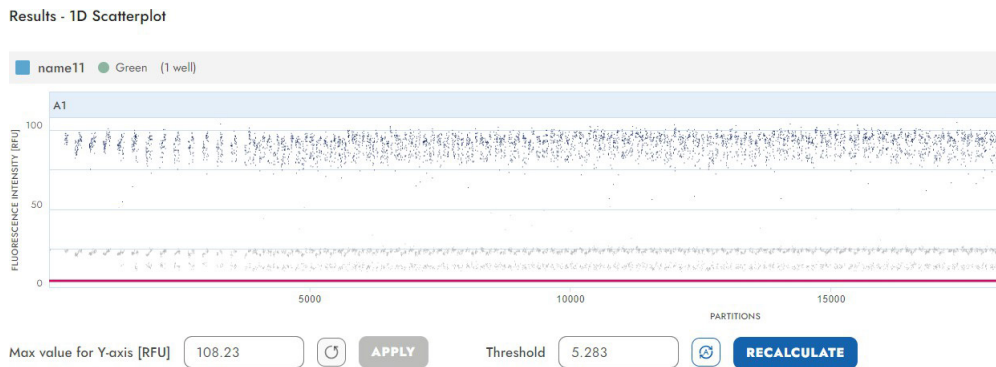 Results - 1D Scatterplot
name11 Green (1 well)
A1
100
50
0
FLUORESCENCE INTENSITY [RFU]
5000 10000 15000
PARTITIONS
Max value for Y-axis [RFU] 108.23 APPLY Threshold 5.283 A RECALCULATE